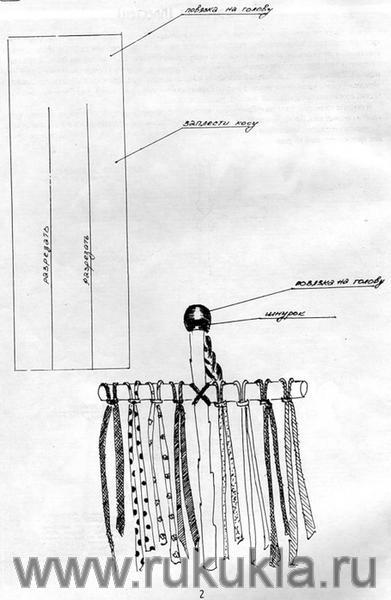 повязка на голову
заплести косу
разрезать
разрезать
повязка на голову
шнурок
www.rukukla.ru
2